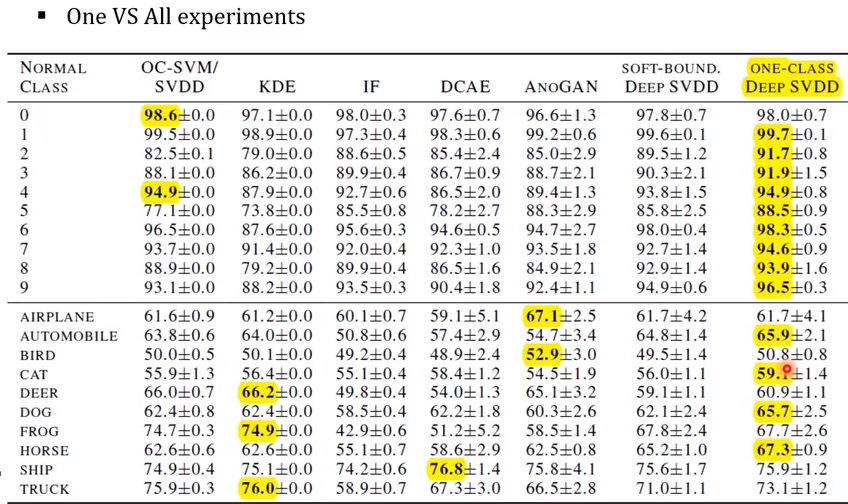 ▪ One VS All experiments
NORMAL CLASS OC-SVM/ SVDD KDE IF DCAE ANOGAN SOFT-BOUND. DEEP SVDD ONE-CLASS DEEP SVDD
0 98.6±0.0 97.1±0.0 98.0±0.3 97.6±0.7 96.6±1.3 97.8±0.7 98.0±0.7
1 99.5±0.0 98.9±0.0 97.3±0.4 98.3±0.6 99.2±0.6 99.6±0.1 99.7±0.1
2 82.5±0.1 79.0±0.0 88.6±0.5 85.4±2.4 85.0±2.9 89.5±1.2 91.7±0.8
3 88.1±0.0 86.2±0.0 89.9±0.4 86.7±0.9 88.7±2.1 90.3±2.1 91.9±1.5
4 94.9±0.0 87.9±0.0 92.7±0.6 86.5±2.0 89.4±1.3 93.8±1.5 94.9±0.8
5 77.1±0.0 73.8±0.0 85.5±0.8 78.2±2.7 88.3±2.9 85.8±2.5 88.5±0.9
6 96.5±0.0 87.6±0.0 95.6±0.3 94.6±0.5 94.7±2.7 98.0±0.4 98.3±0.5
7 93.7±0.0 91.4±0.0 92.0±0.4 92.3±1.0 93.5±1.8 92.7±1.4 94.6±0.9
8 88.9±0.0 79.2±0.0 89.9±0.4 86.5±1.6 84.9±2.1 92.9±1.4 93.9±1.6
9 93.1±0.0 88.2±0.0 93.5±0.3 90.4±1.8 92.4±1.1 94.9±0.6 96.5±0.3
AIRPLANE 61.6±0.9 61.2±0.0 60.1±0.7 59.1±5.1 67.1±2.5 61.7±4.2 61.7±4.1
AUTOMOBILE 63.8±0.6 64.0±0.0 50.8±0.6 57.4±2.9 54.7±3.4 64.8±1.4 65.9±2.1
BIRD 50.0±0.5 50.1±0.0 49.2±0.4 48.9±2.4 52.9±3.0 49.5±1.4 50.8±0.8
CAT 55.9±1.3 56.4±0.0 55.1±0.4 58.4±1.2 54.5±1.9 56.0±1.1 59.1±1.4
DEER 66.0±0.7 66.2±0.0 49.8±0.4 54.0±1.3 65.1±3.2 59.1±1.1 60.9±1.1
DOG 62.4±0.8 62.4±0.0 58.5±0.4 62.2±1.8 60.3±2.6 62.1±2.4 65.7±2.5
FROG 74.7±0.3 74.9±0.0 42.9±0.6 51.2±5.2 58.5±1.4 67.8±2.4 67.7±2.6
HORSE 62.6±0.6 62.6±0.0 55.1±0.7 58.6±2.9 62.5±0.8 65.2±1.0 67.3±0.9
SHIP 74.9±0.4 75.1±0.0 74.2±0.6 76.8±1.4 75.8±4.1 75.6±1.7 75.9±1.2
TRUCK 75.9±0.3 76.0±0.0 58.9±0.7 67.3±3.0 66.5±2.8 71.0±1.1 73.1±1.2